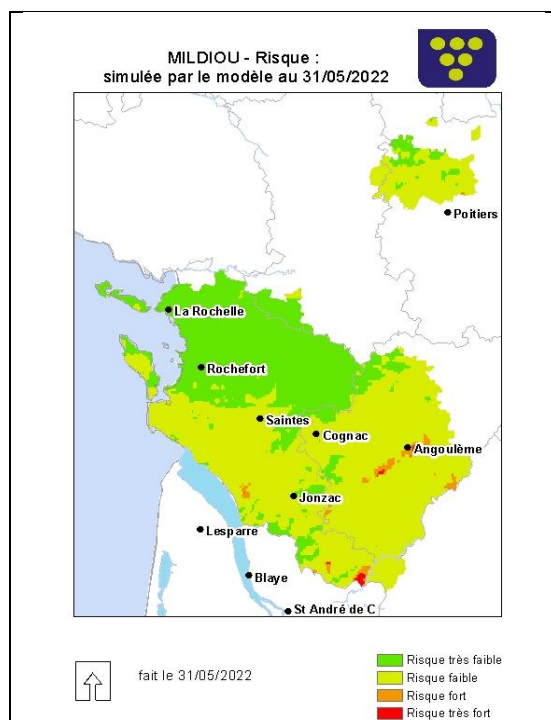 MILDIOU - Risque :
simulée par le modèle au 31/05/2022
Poitiers
La Rochelle
Rochefort
Saintes
Cognac
Angoulème
Jonzac
Lesparre
Blaye
St André de C
fait le 31/05/2022
Risque très faible
Risque faible
Risque fort
Risque très fort